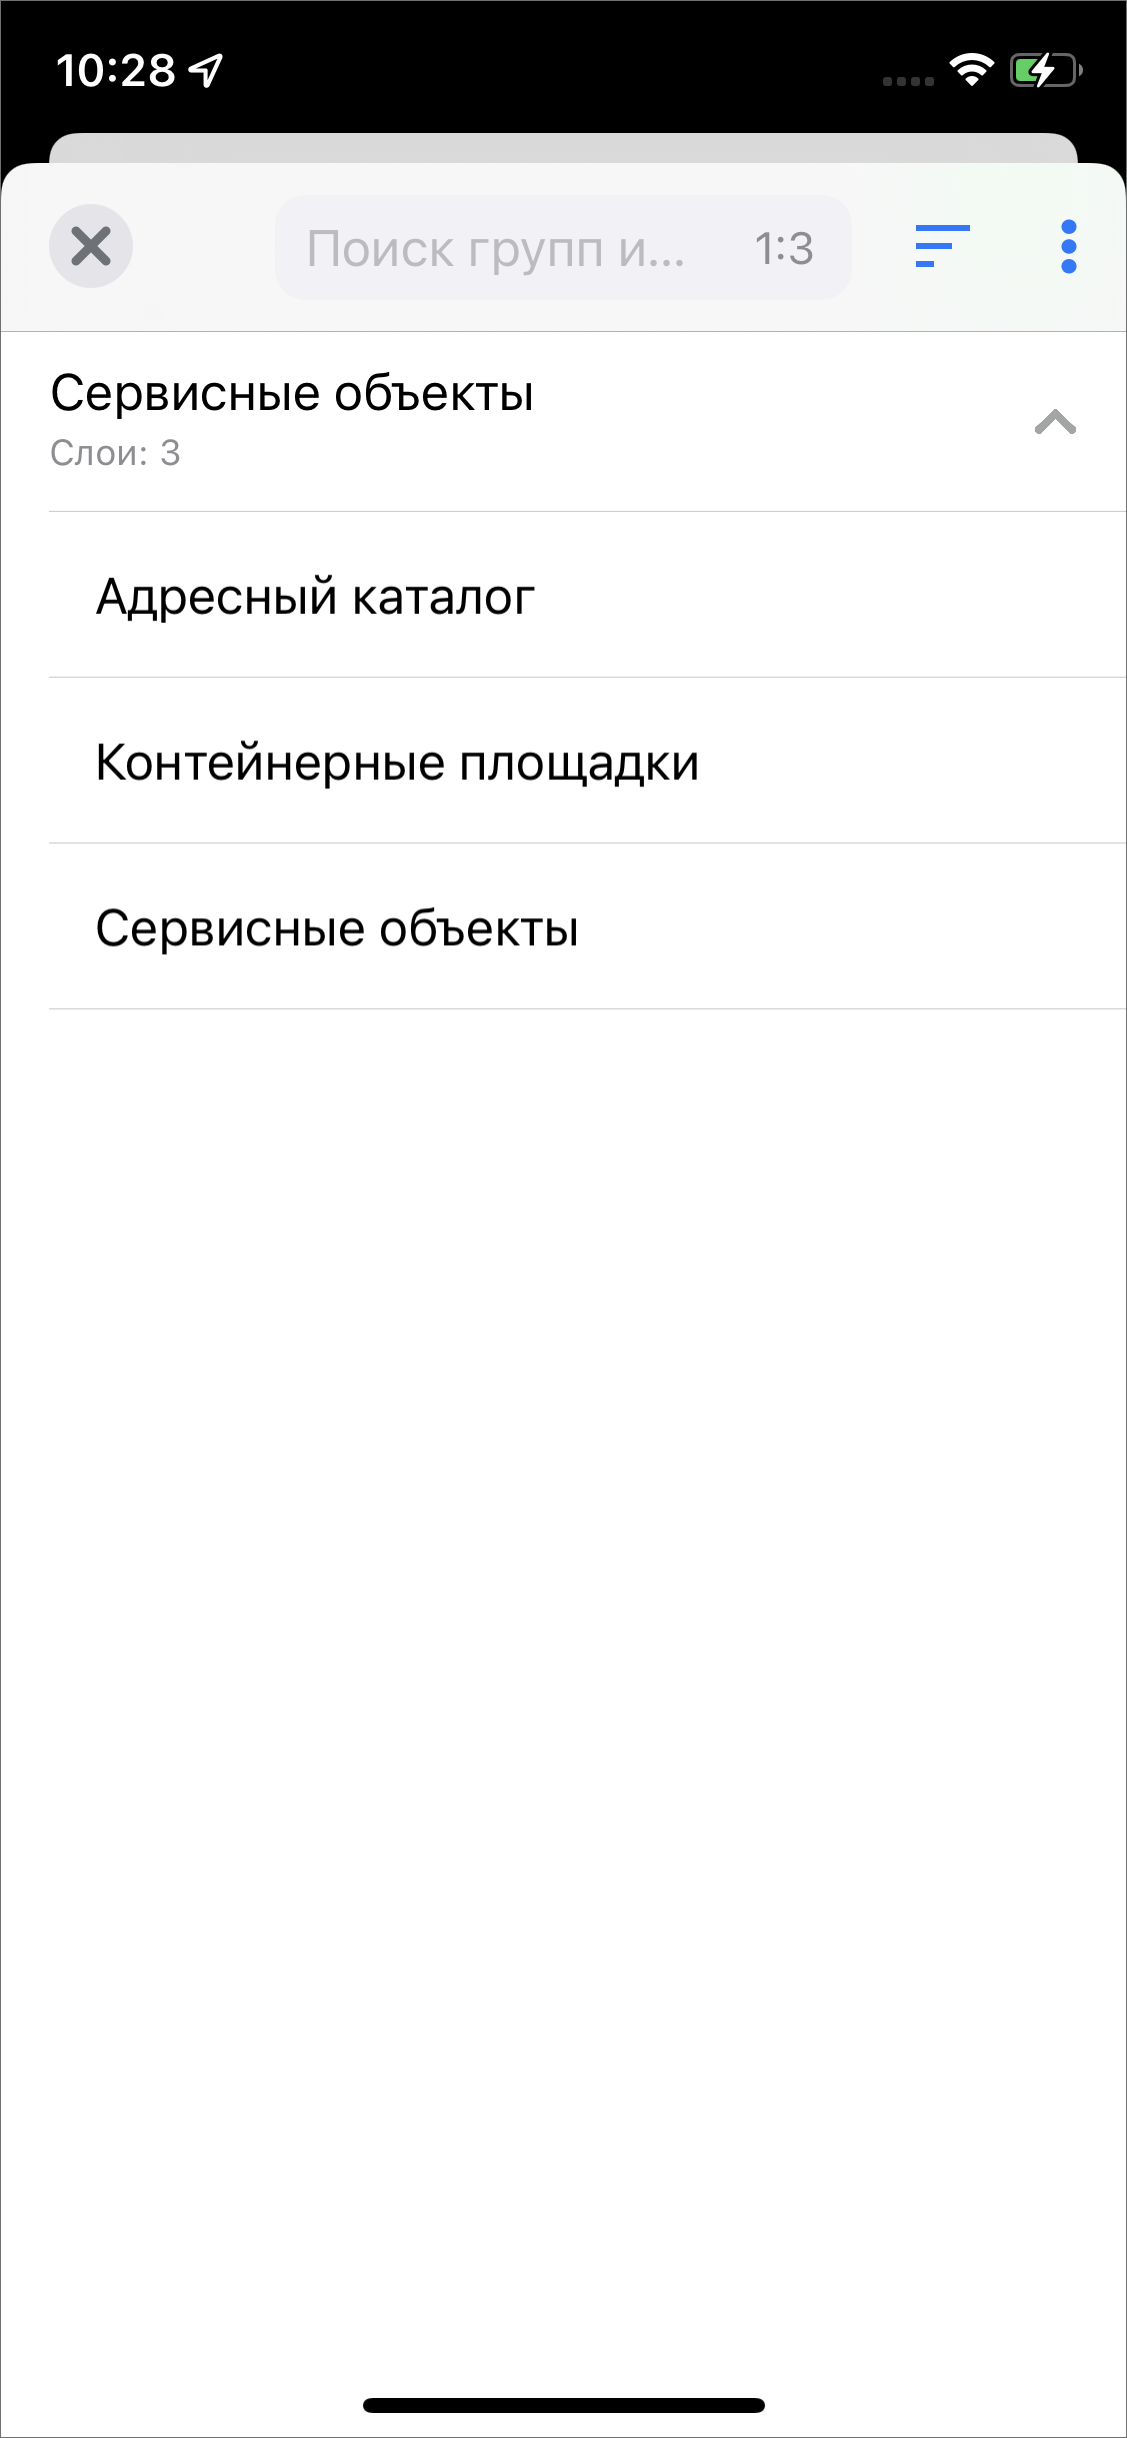 10:28
Поиск групп и... 1:3
Сервисные объекты
Слои: 3
Адресный каталог
Контейнерные площадки
Сервисные объекты